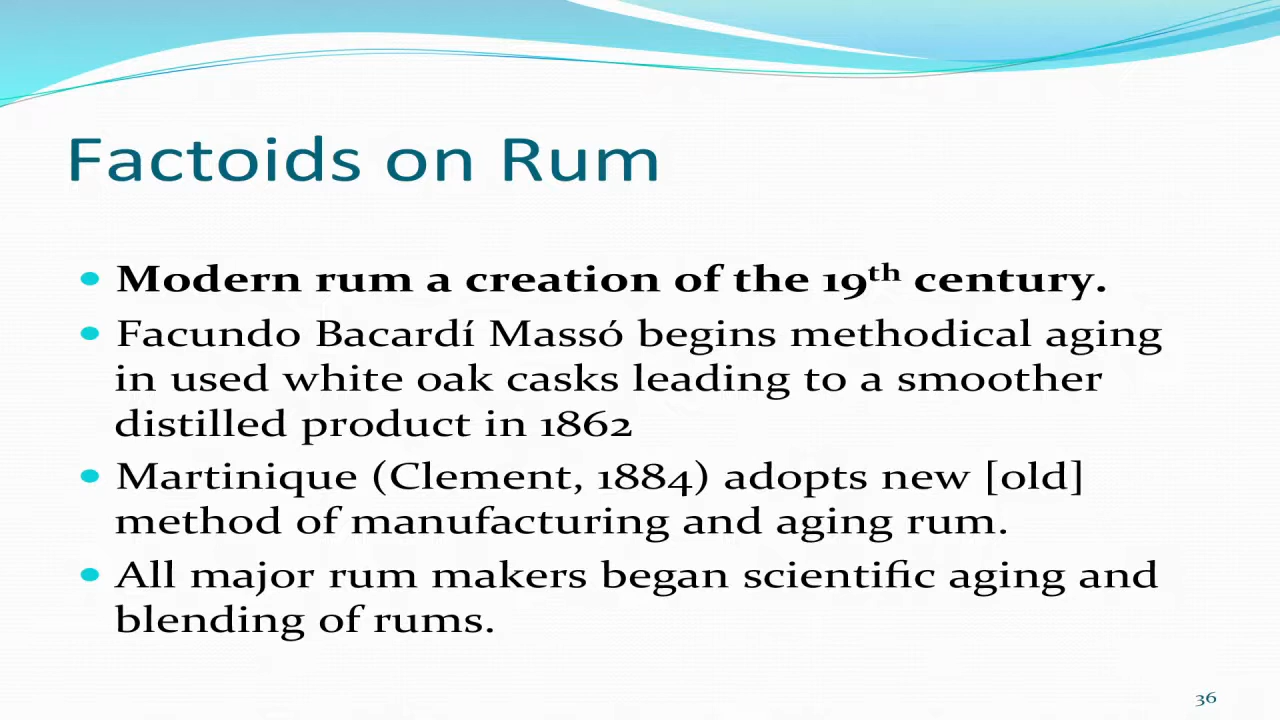 Factoids on Rum
• Modern rum a creation of the 19th century.
• Facundo Bacardí Massó begins methodical aging
in used white oak casks leading to a smoother
distilled product in 1862
• Martinique (Clement, 1884) adopts new [old]
method of manufacturing and aging rum.
• All major rum makers began scientific aging and
blending of rums.
36